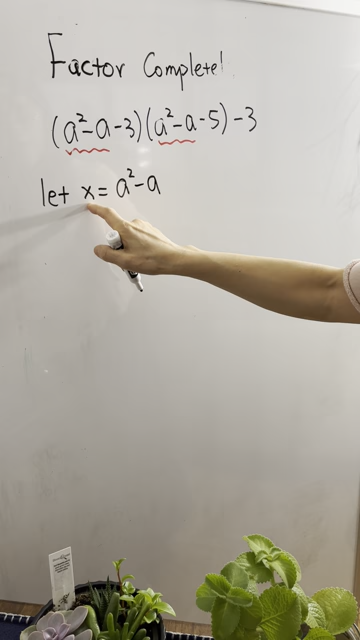 Factor Complete!
(a²-a-3)(a²-a-5)-3
let x = a²-a